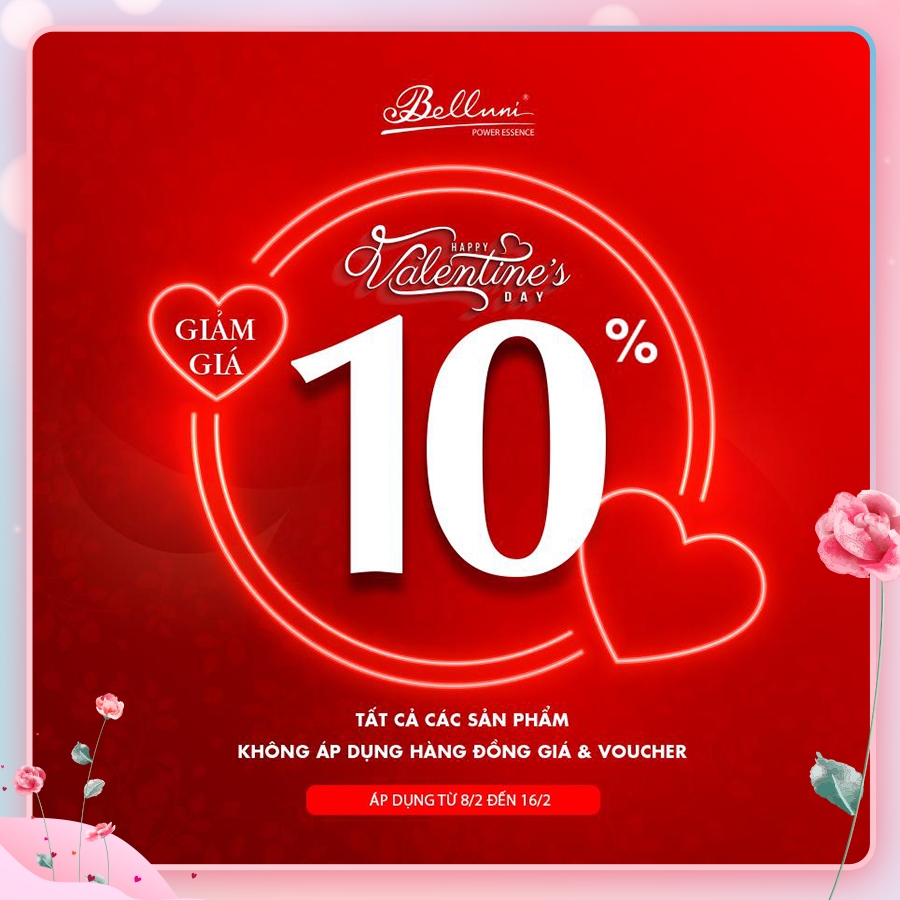 Belluni®
POWER ESSENCE
HAPPY
Valentine's
DAY
GIẢM
GIÁ
10%
TẤT CẢ CÁC SẢN PHẨM
KHÔNG ÁP DỤNG HÀNG ĐỒNG GIÁ & VOUCHER
ÁP DỤNG TỪ 8/2 ĐẾN 16/2